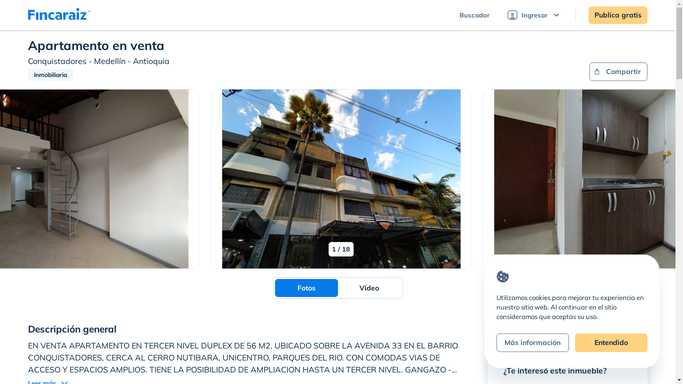 Fincaraiz
Buscador
Ingresar
Publica gratis
Apartamento en venta
Conquistadores - Medellín - Antioquia
Inmobiliaria
Compartir
1 / 18
Fotos
Video
Descripción general
EN VENTA APARTAMENTO EN TERCER NIVEL DUPLEX DE 56 M2, UBICADO SOBRE LA AVENIDA 33 EN EL BARRIO
CONQUISTADORES, CERCA AL CERRO NUTIBARA, UNICENTRO, PARQUES DEL RIO. CON COMODAS VIAS DE
ACCESO Y ESPACIOS AMPLIOS. TIENE LA POSIBILIDAD DE AMPLIACION HASTA UN TERCER NIVEL. GANGAZO -...
Leer más
Utilizamos cookies para mejorar tu experiencia en
nuestro sitio web. Al continuar en el sitio
consideramos que aceptas su uso.
Más información
Entendido
¿Te interesó este inmueble?